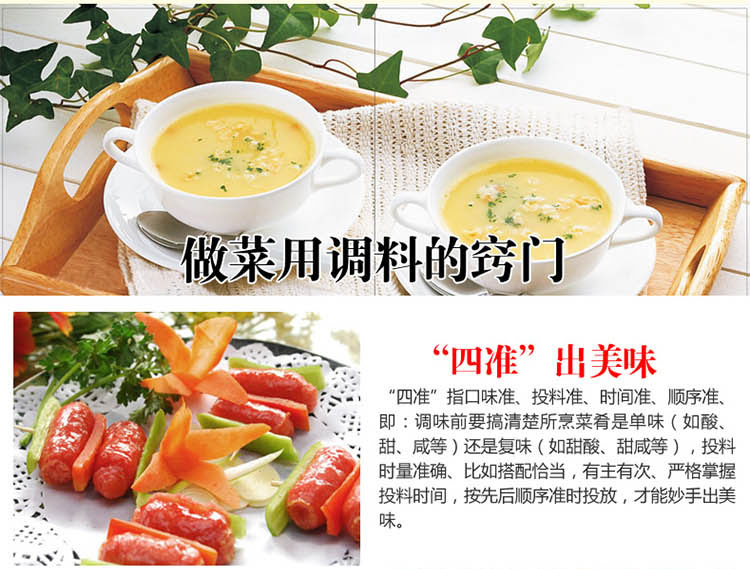 做菜用调料的窍门
“四准”出美味
“四准”指口味准、投料准、时间准、顺序准、
即：调味前要搞清楚所烹菜肴是单味（如酸、
甜、咸等）还是复味（如甜酸、甜咸等），投料
时量准确、比如搭配恰当，有主有次、严格掌握
投料时间，按先后顺序准时投放，才能妙手出美
味。